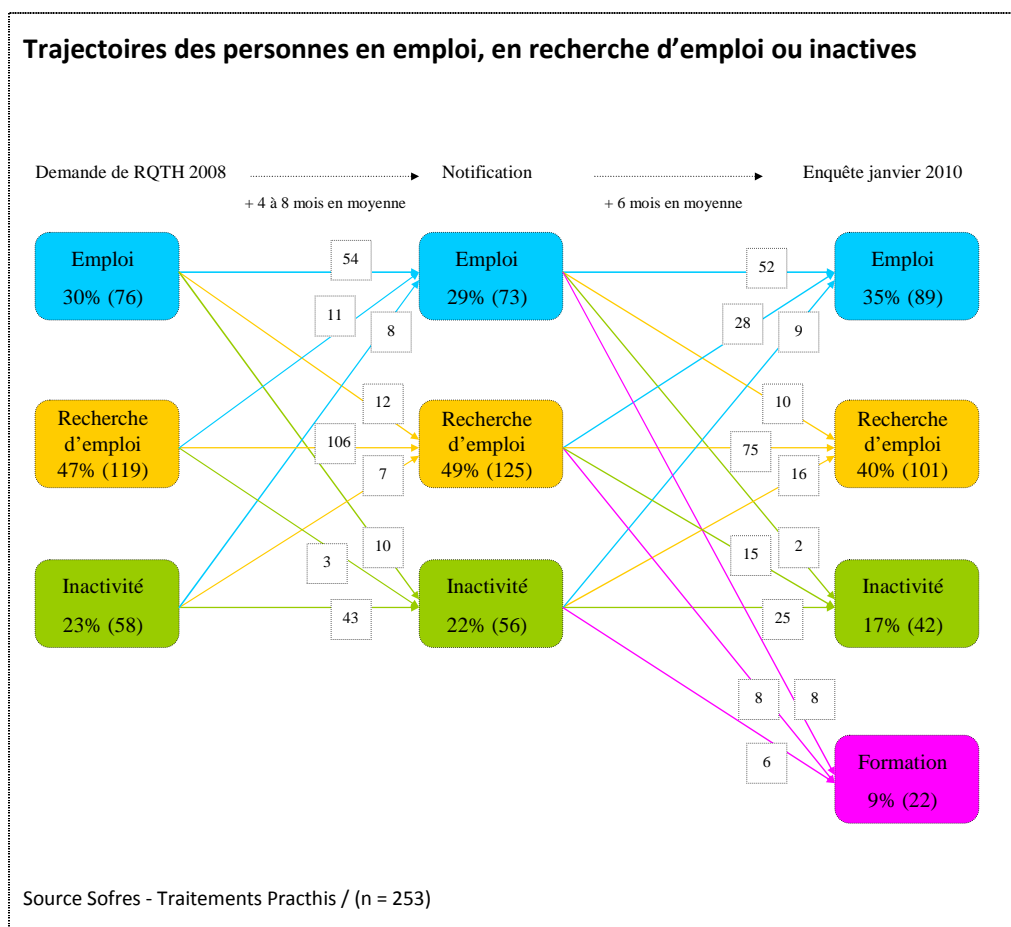 Trajectoires des personnes en emploi, en recherche d’emploi ou inactives
Demande de RQTH 2008
Notification
Enquête janvier 2010
+ 4 à 8 mois en moyenne
+ 6 mois en moyenne
Emploi
30% (76)
54
Emploi
29% (73)
52
Emploi
35% (89)
11
8
28
9
Recherche
d’emploi
47% (119)
12
106
7
Recherche
d’emploi
49% (125)
10
75
16
Recherche
d’emploi
40% (101)
Inactivité
23% (58)
10
3
43
Inactivité
22% (56)
15
2
25
Inactivité
17% (42)
8
8
6
Formation
9% (22)
Source Sofres - Traitements Practhis / (n = 253)